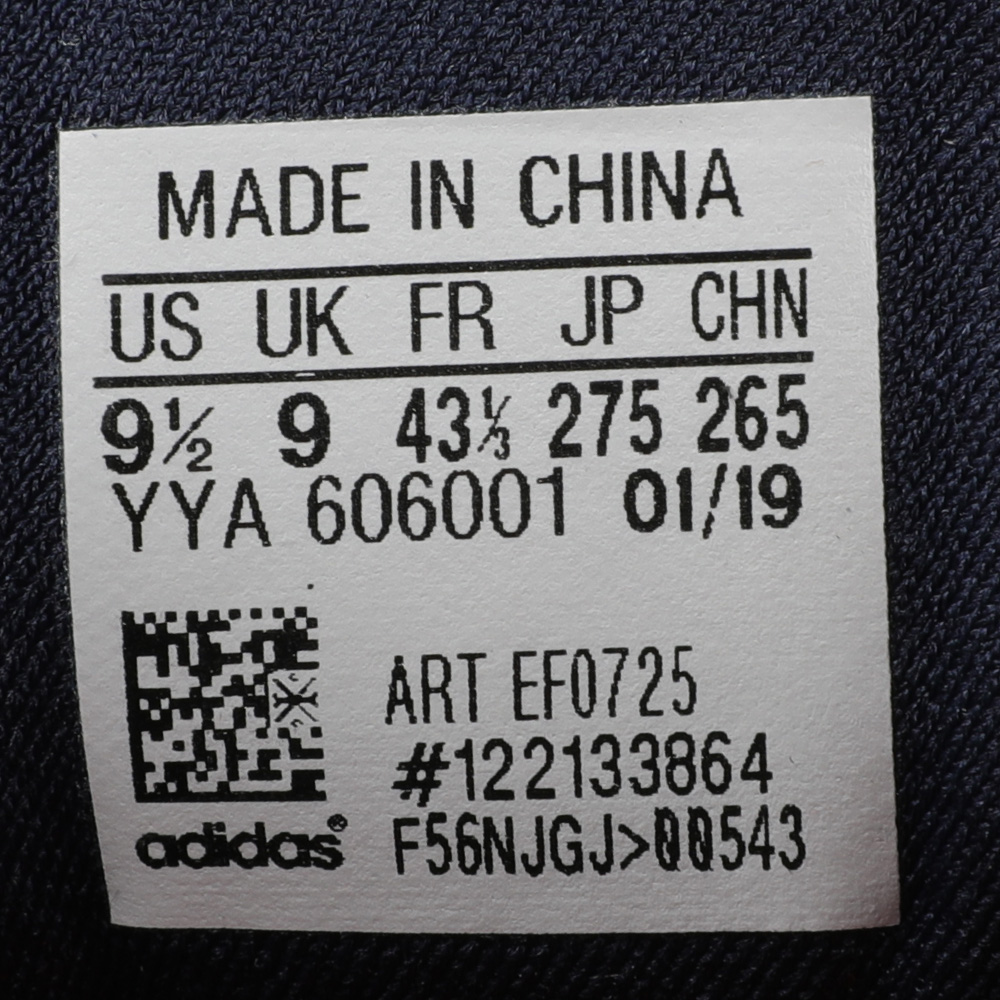 MADE IN CHINA
US UK FR JP CHN
9½ 9 43⅓ 275 265
YYA 606001 01/19
ART EF0725
#122133864
F56NJGJ>00543
adidas®